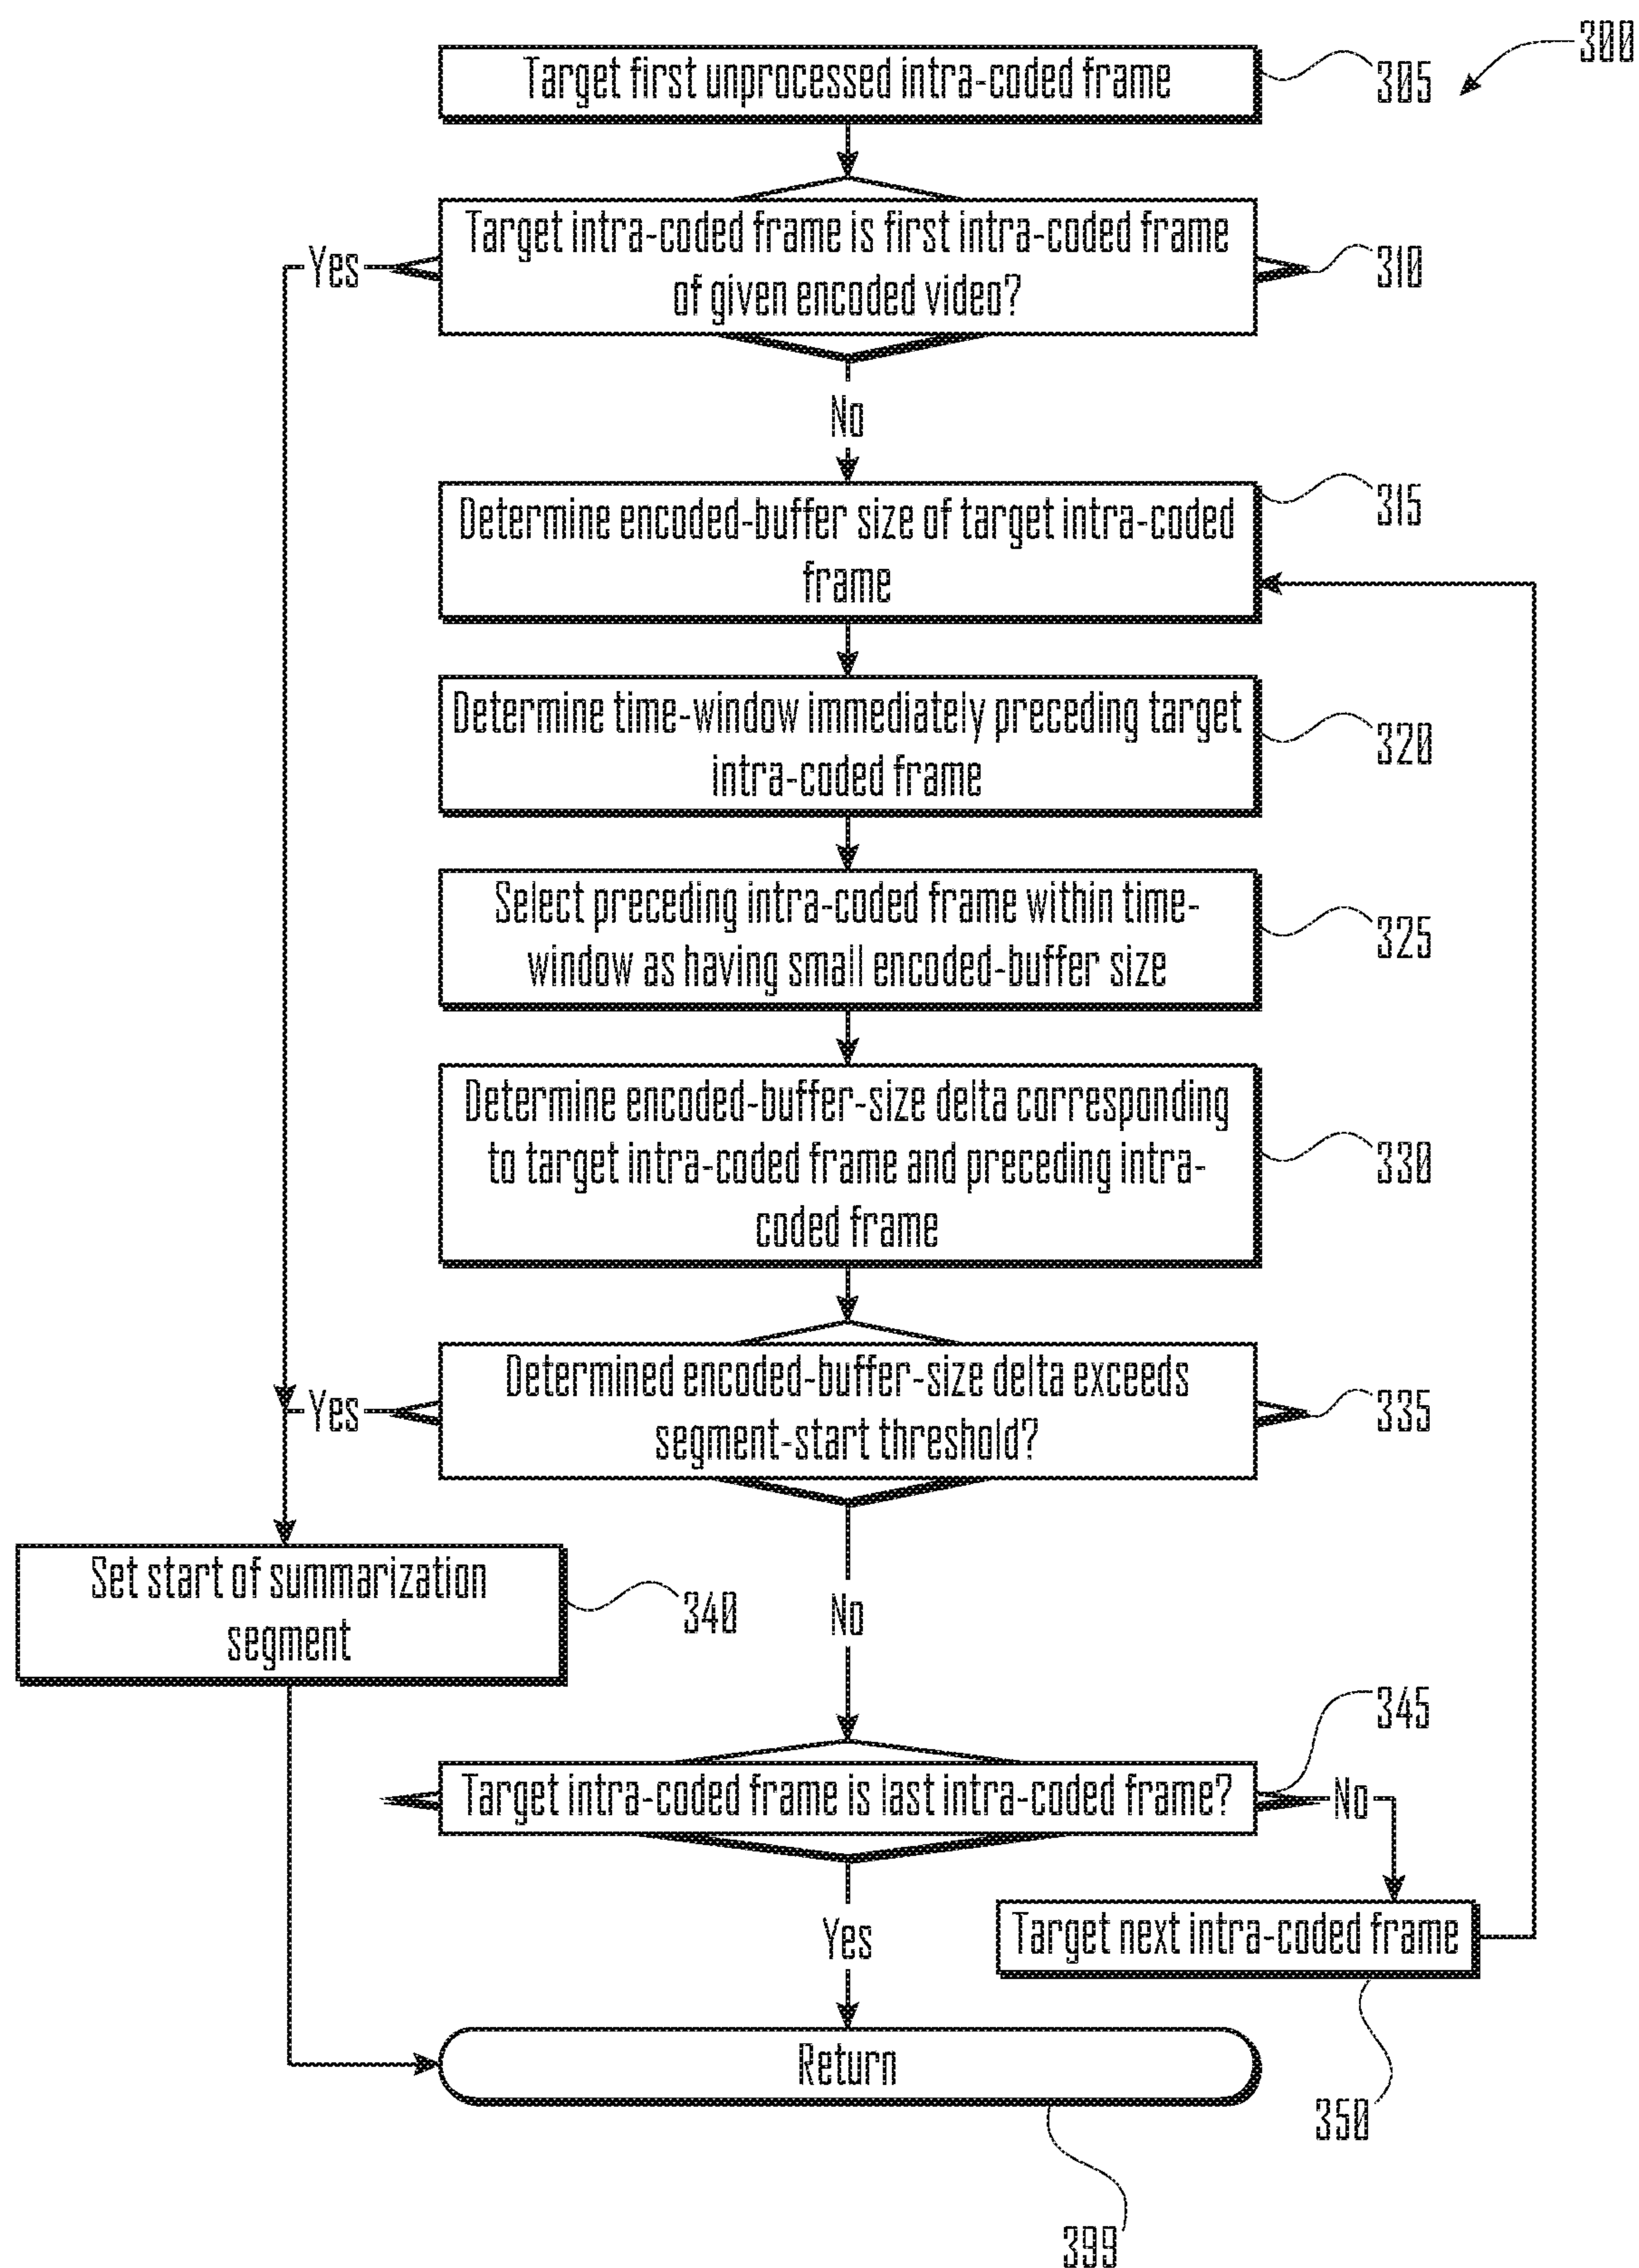 300
Target first unprocessed intra-coded frame
305
Target intra-coded frame is first intra-coded frame
of given encoded video?
310
Yes
No
Determine encoded-buffer size of target intra-coded
frame
315
Determine time-window immediately preceding target
intra-coded frame
320
Select preceding intra-coded frame within time-
window as having small encoded-buffer size
325
Determine encoded-buffer-size delta corresponding
to target intra-coded frame and preceding intra-
coded frame
330
Determined encoded-buffer-size delta exceeds
segment-start threshold?
335
Yes
No
Set start of summarization
segment
340
Target intra-coded frame is last intra-coded frame?
345
No
Yes
Target next intra-coded frame
350
Return
399